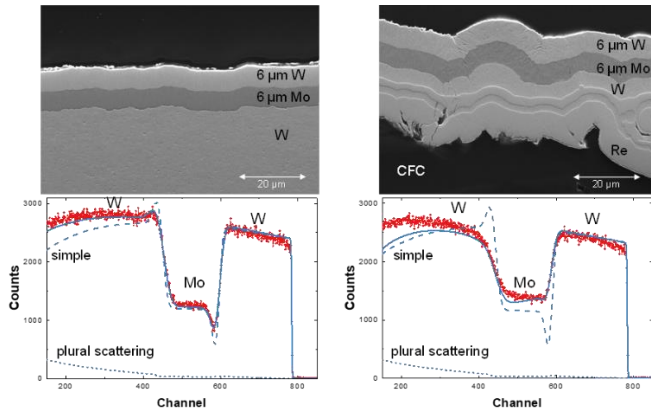 6 µm W
6 µm Mo
W
20 µm
6 µm W
6 µm Mo
W
Re
CFC
20 µm
3000
2000
1000
0
Counts
W
W
simple
Mo
plural scattering
200
400
600
800
Channel
3000
2000
1000
0
Counts
W
W
simple
Mo
plural scattering
200
400
600
800
Channel